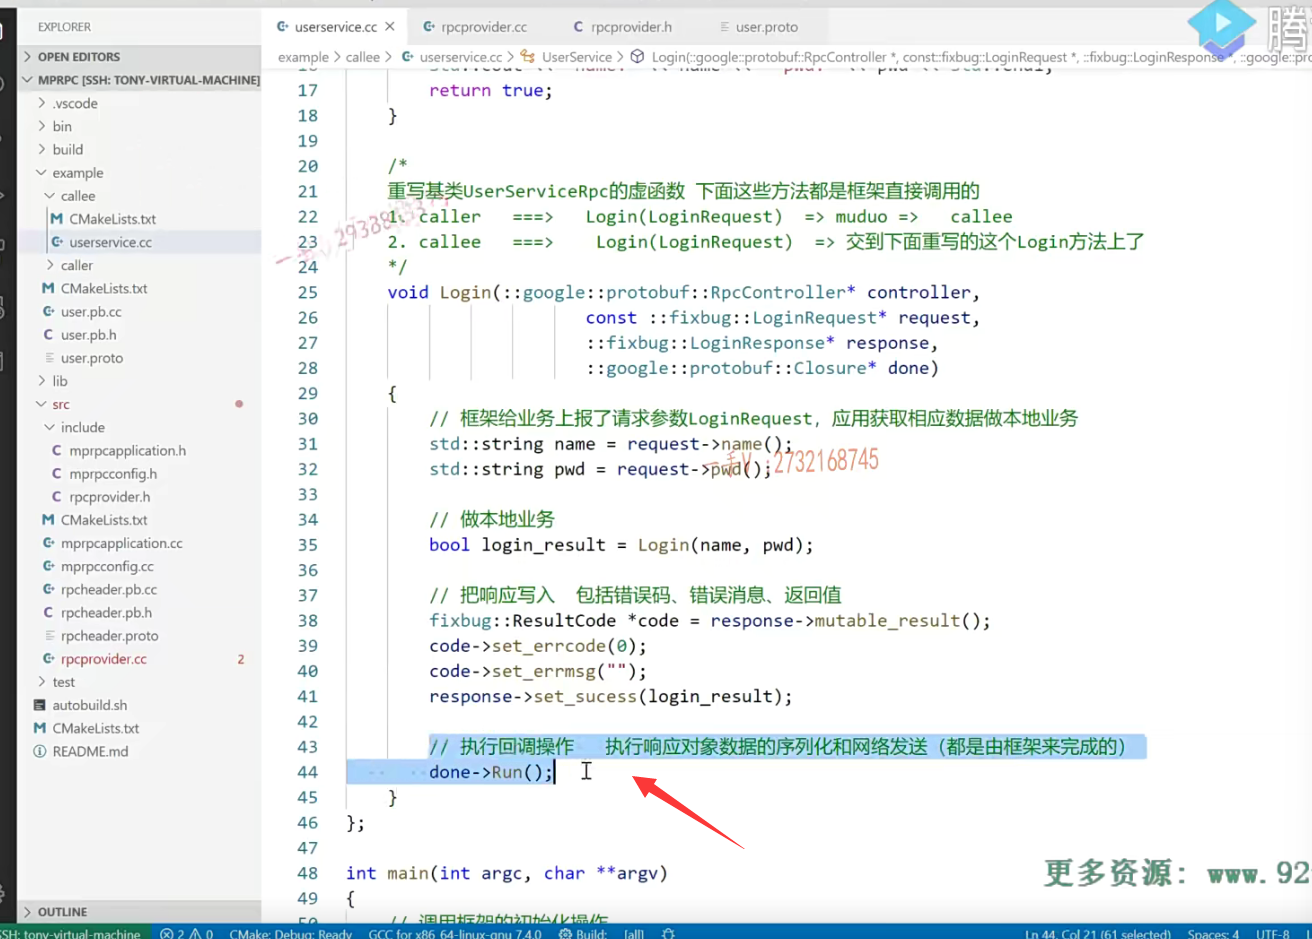 EXPLORER
userservice.cc
rpcprovider.cc
rpcprovider.h
user.proto
OPEN EDITORS
example > callee > userservice.cc > UserService > Login(::google::protobuf::RpcController *, const::fixbug::LoginRequest *, ::fixbug::LoginResponse *, ::google::pro
MPRPC [SSH: TONY-VIRTUAL-MACHINE]
.vscode
bin
build
example
callee
CMakeLists.txt
userservice.cc
caller
CMakeLists.txt
user.pb.cc
user.pb.h
user.proto
lib
src
include
mprpcapplication.h
mprpcconfig.h
rpcprovider.h
CMakeLists.txt
mprpcapplication.cc
mprpcconfig.cc
rpcheader.pb.cc
rpcheader.pb.h
rpcheader.proto
rpcprovider.cc 2
test
autobuild.sh
CMakeLists.txt
README.md
OUTLINE
17 return true;
18 }
19
20 /*
21 重写基类UserServiceRpc的虚函数 下面这些方法都是框架直接调用的
22 1. caller ===> Login(LoginRequest) => muduo => callee
23 2. callee ===> Login(LoginRequest) => 交到下面重写的这个Login方法上了
24 */
25 void Login(::google::protobuf::RpcController* controller,
26 const ::fixbug::LoginRequest* request,
27 ::fixbug::LoginResponse* response,
28 ::google::protobuf::Closure* done)
29 {
30 // 框架给业务上报了请求参数LoginRequest，应用获取相应数据做本地业务
31 std::string name = request->name();
32 std::string pwd = request->pwd();
33
34 // 做本地业务
35 bool login_result = Login(name, pwd);
36
37 // 把响应写入 包括错误码、错误消息、返回值
38 fixbug::ResultCode *code = response->mutable_result();
39 code->set_errcode(0);
40 code->set_errmsg("");
41 response->set_sucess(login_result);
42
43 // 执行回调操作 执行响应对象数据的序列化和网络发送（都是由框架来完成的）
44 done->Run();
45 }
46 };
47
48 int main(int argc, char **argv)
49 {
50 // 调用框架的初始化操作
2732168745
腾
更多资源：www.92
SSH: tony-virtual-machine 2 0 CMake: Debug: Ready GCC for x86_64-linux-gnu 7.4.0 Build: [all] Ln 44, Col 21 (61 selected) Spaces: 4 UTF-8